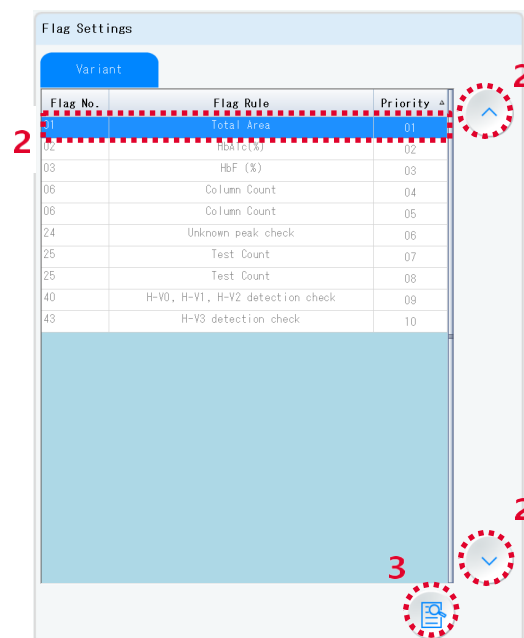 Flag Settings
Variant
Flag No. Flag Rule Priority
01 Total Area 01
02 HbA1c(%) 02
03 HbF (%) 03
06 Column Count 04
06 Column Count 05
24 Unknown peak check 06
25 Test Count 07
25 Test Count 08
40 H-V0, H-V1, H-V2 detection check 09
43 H-V3 detection check 10
2
2
2
3